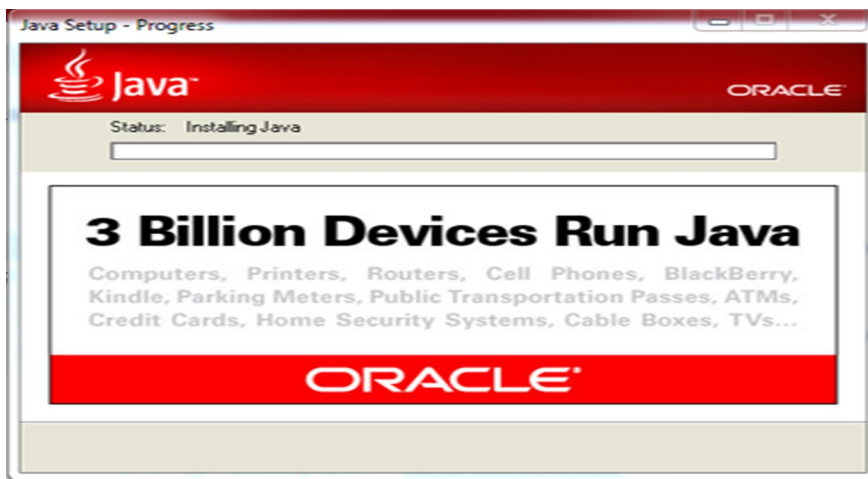 Java Setup - Progress
Java™
ORACLE
Status: Installing Java
3 Billion Devices Run Java
Computers, Printers, Routers, Cell Phones, BlackBerry,
Kindle, Parking Meters, Public Transportation Passes, ATMs,
Credit Cards, Home Security Systems, Cable Boxes, TVs...
ORACLE®